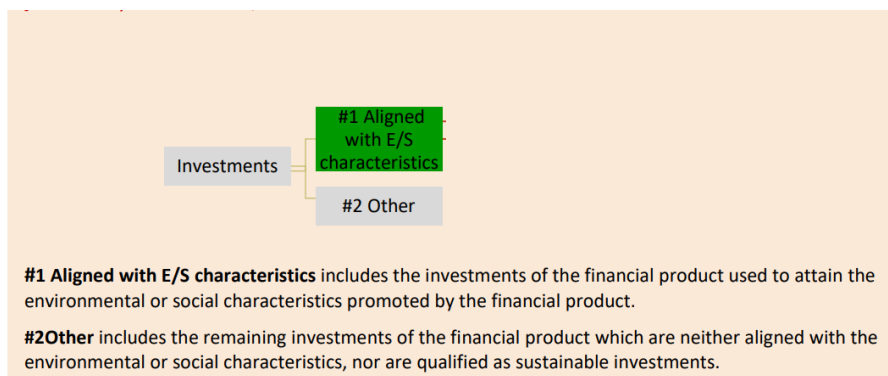 #1 Aligned
with E/S
characteristics
Investments
#2 Other
#1 Aligned with E/S characteristics includes the investments of the financial product used to attain the
environmental or social characteristics promoted by the financial product.
#2Other includes the remaining investments of the financial product which are neither aligned with the
environmental or social characteristics, nor are qualified as sustainable investments.